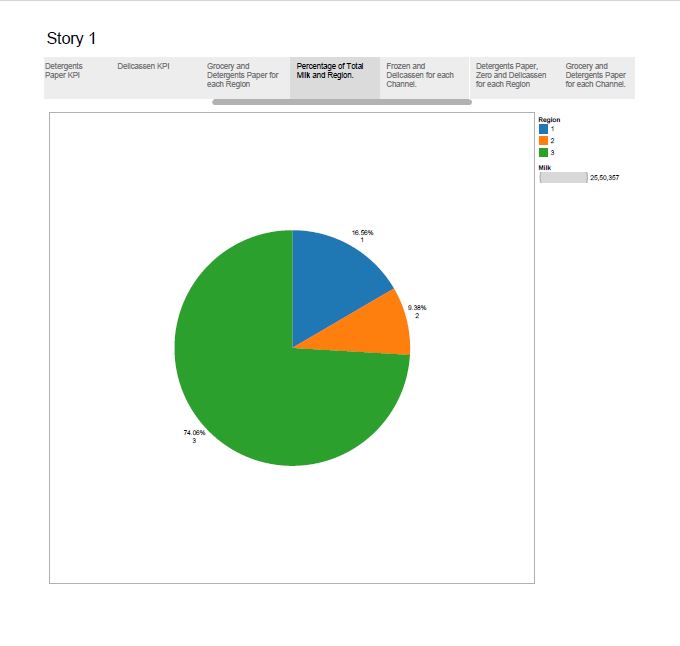 Story 1
Detergents
Paper KPI
Delicassen KPI
Grocery and
Detergents Paper for
each Region
Percentage of Total
Milk and Region.
Frozen and
Delicassen for each
Channel.
Detergents Paper,
Zero and Delicassen
for each Region
Grocery and
Detergents Paper
for each Channel.
Region
1
2
3
Milk
25,50,357
16.56%
1
9.38%
2
74.06%
3